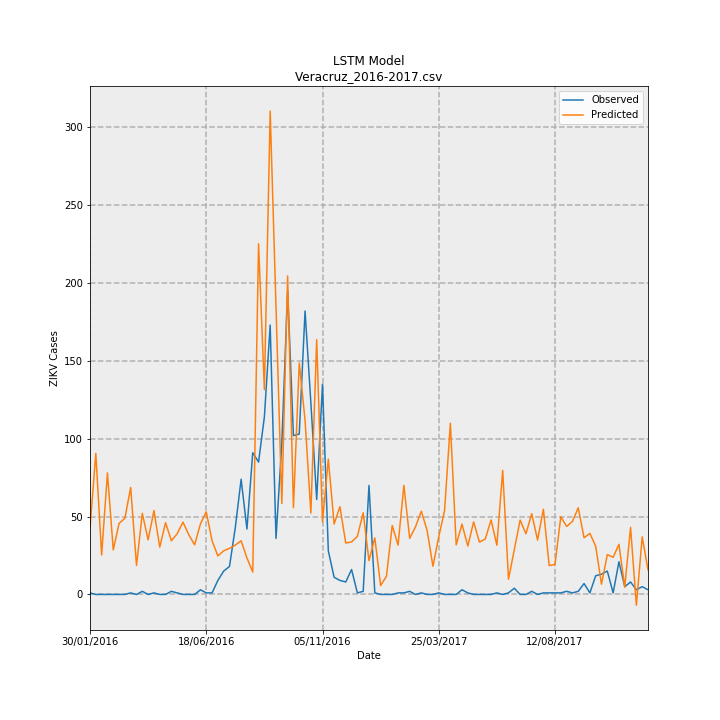 LSTM Model
Veracruz_2016-2017.csv
Observed
Predicted
300
250
200
150
100
50
0
ZIKV Cases
30/01/2016
18/06/2016
05/11/2016
25/03/2017
12/08/2017
Date